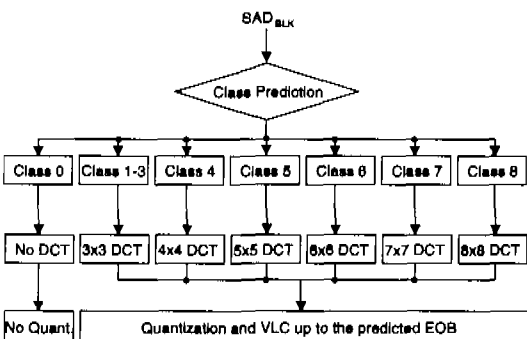 SAD_BLK
Class Prediction
Class 0 Class 1-3 Class 4 Class 5 Class 6 Class 7 Class 8
No DCT 3x3 DCT 4x4 DCT 5x5 DCT 6x6 DCT 7x7 DCT 8x8 DCT
No Quant. Quantization and VLC up to the predicted EOB